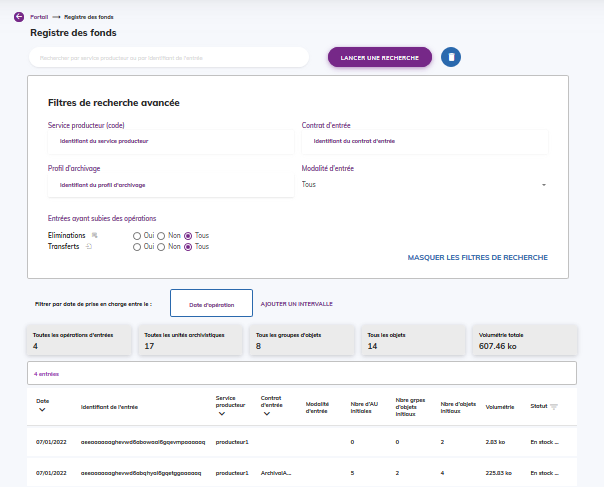 Portail → Registre des fonds
Registre des fonds
Rechercher par service producteur ou par identifiant de l'entrée
LANCER UNE RECHERCHE
Filtres de recherche avancée
Service producteur (code) Contrat d'entrée
Identifiant du service producteur Identifiant du contrat d'entrée
Profil d'archivage Modalité d'entrée
Identifiant du profil d'archivage Tous
Entrées ayant subies des opérations
Eliminations Oui Non Tous
Transferts Oui Non Tous
MASQUER LES FILTRES DE RECHERCHE
Filtrer par date de prise en charge entre le : Date d'opération AJOUTER UN INTERVALLE
Toutes les opérations d'entrées Toutes les unités archivistiques Tous les groupes d'objets Tous les objets Volumétrie totale
4 17 8 14 607.46 ko
4 entrées
Date Identifiant de l'entrée Service producteur Contrat d'entrée Modalité d'entrée Nbre d'AU initiales Nbre grpes d'objets initiaux Nbre d'objets initiaux Volumétrie Statut
07/01/2022 producteur1 0 0 2 2.83 ko En stock ...
07/01/2022 producteur1 ArchivalA... 5 2 4 225.83 ko En stock ...